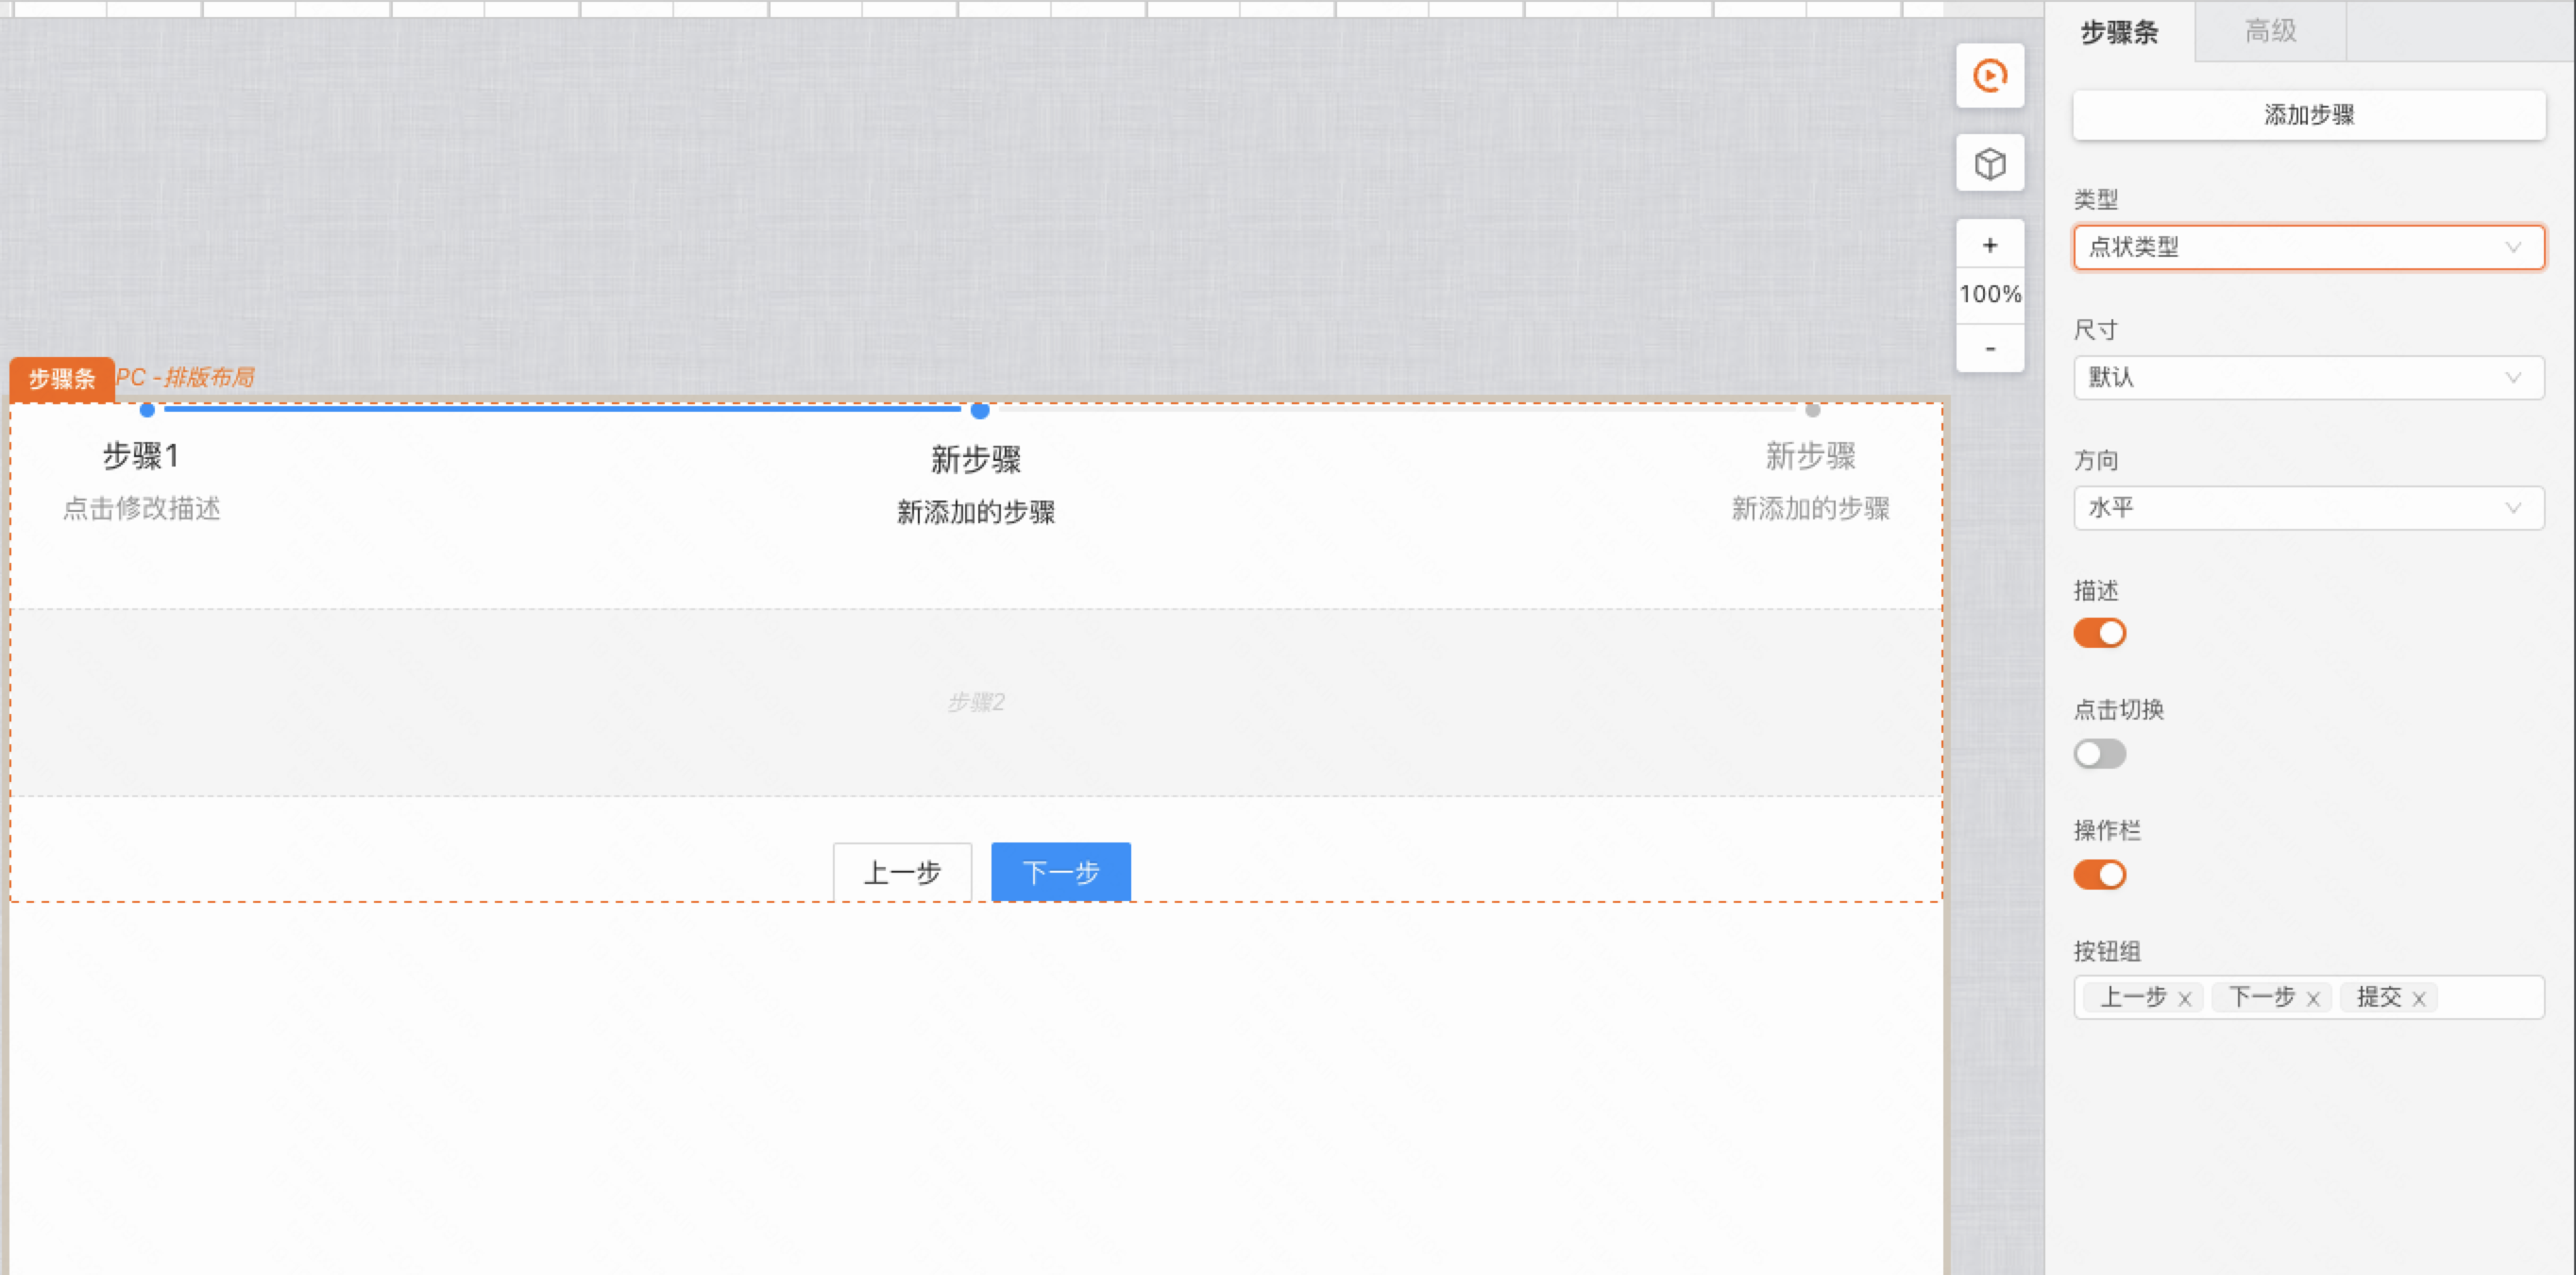 步骤条
高级
添加步骤
类型
点状类型
+
100%
-
尺寸
默认
步骤条
PC - 排版布局
步骤1
点击修改描述
新步骤
新添加的步骤
新步骤
新添加的步骤
步骤2
上一步
下一步
方向
水平
描述
点击切换
操作栏
按钮组
上一步 x 下一步 x 提交 x